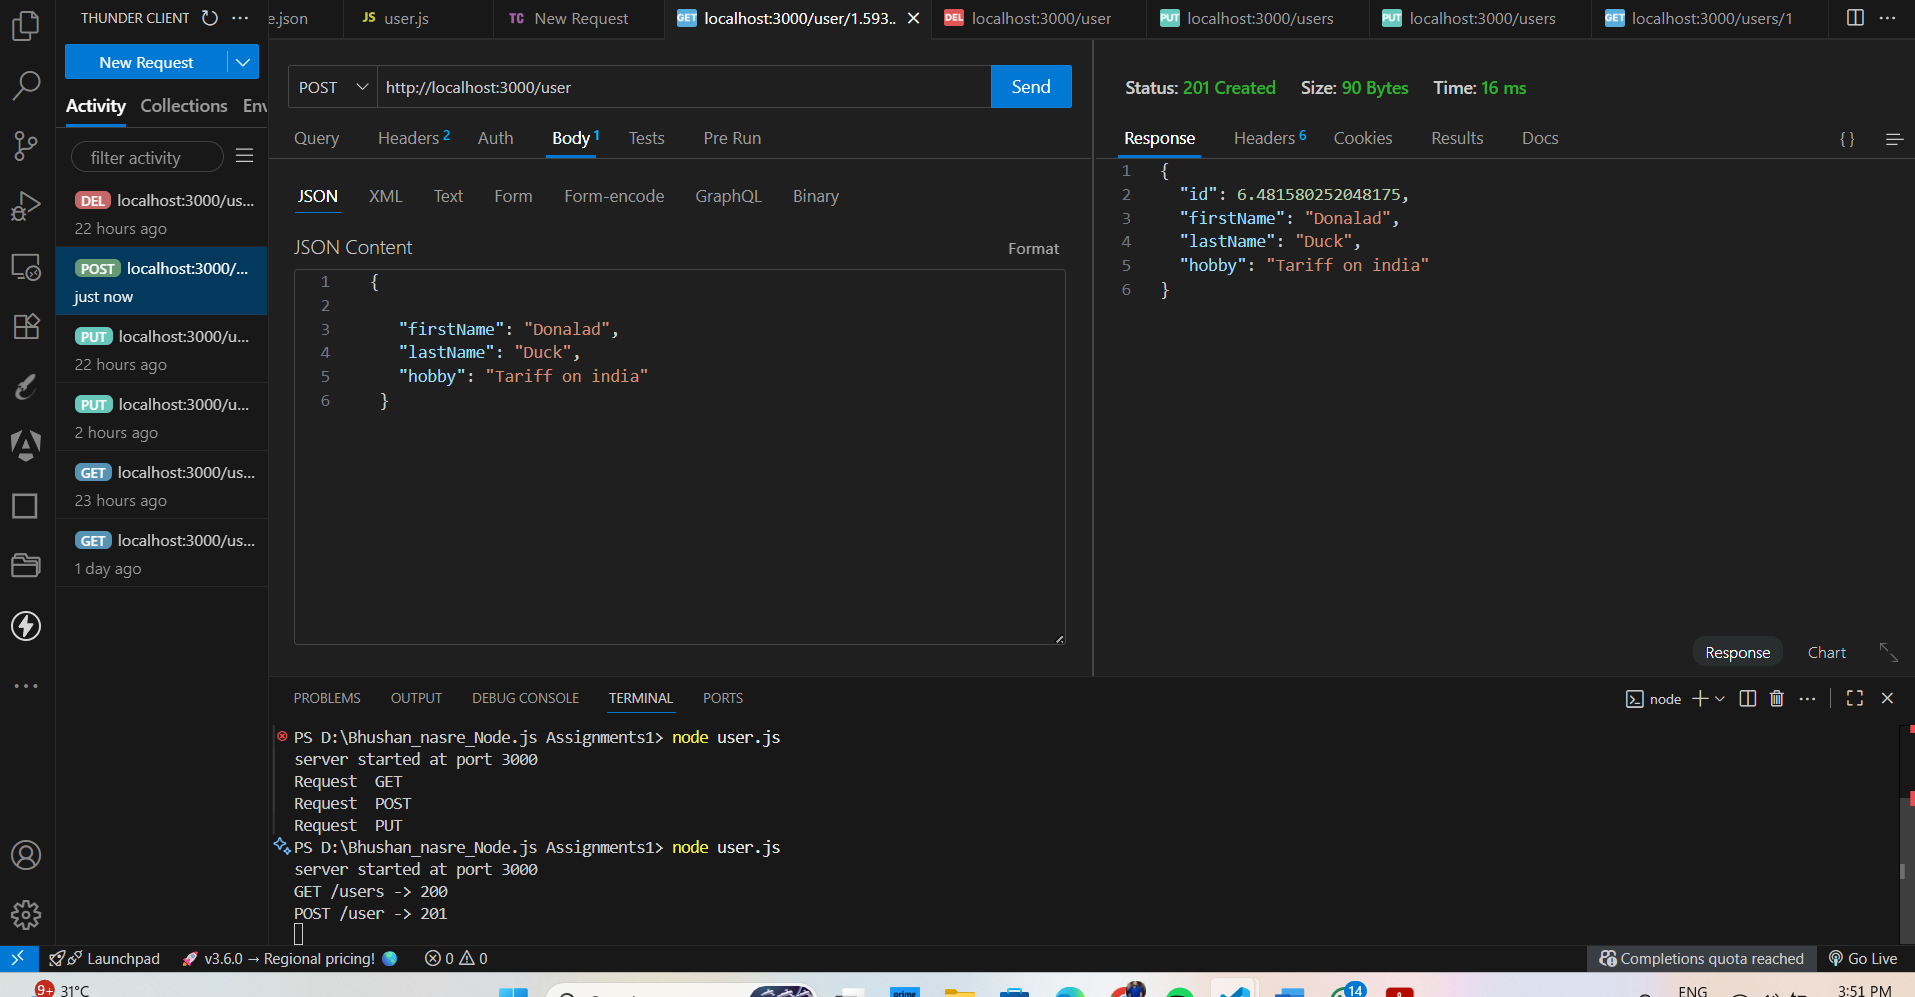 THUNDER CLIENT
e.json
JS user.js
TC New Request
GET localhost:3000/user/1.593..
DEL localhost:3000/user
PUT localhost:3000/users
PUT localhost:3000/users
GET localhost:3000/users/1
New Request
Activity Collections Env
filter activity
DEL localhost:3000/us...
22 hours ago
POST localhost:3000/...
just now
PUT localhost:3000/u...
22 hours ago
PUT localhost:3000/u...
2 hours ago
GET localhost:3000/us...
23 hours ago
GET localhost:3000/us...
1 day ago
POST http://localhost:3000/user Send
Query Headers 2 Auth Body 1 Tests Pre Run
JSON XML Text Form Form-encode GraphQL Binary
JSON Content Format
1 {
2
3 "firstName": "Donalad",
4 "lastName": "Duck",
5 "hobby": "Tariff on india"
6 }
Status: 201 Created Size: 90 Bytes Time: 16 ms
Response Headers 6 Cookies Results Docs {}
1 {
2 "id": 6.481580252048175,
3 "firstName": "Donalad",
4 "lastName": "Duck",
5 "hobby": "Tariff on india"
6 }
Response Chart
PROBLEMS OUTPUT DEBUG CONSOLE TERMINAL PORTS
node
PS D:\Bhushan_nasre_Node.js Assignments1> node user.js
server started at port 3000
Request  GET
Request  POST
Request  PUT
PS D:\Bhushan_nasre_Node.js Assignments1> node user.js
server started at port 3000
GET /users -> 200
POST /user -> 201
Launchpad 🚀 v3.6.0 → Regional pricing! 🌎 0 0
Completions quota reached Go Live
9+ 31°C
prime
14
ENG
3:51 PM